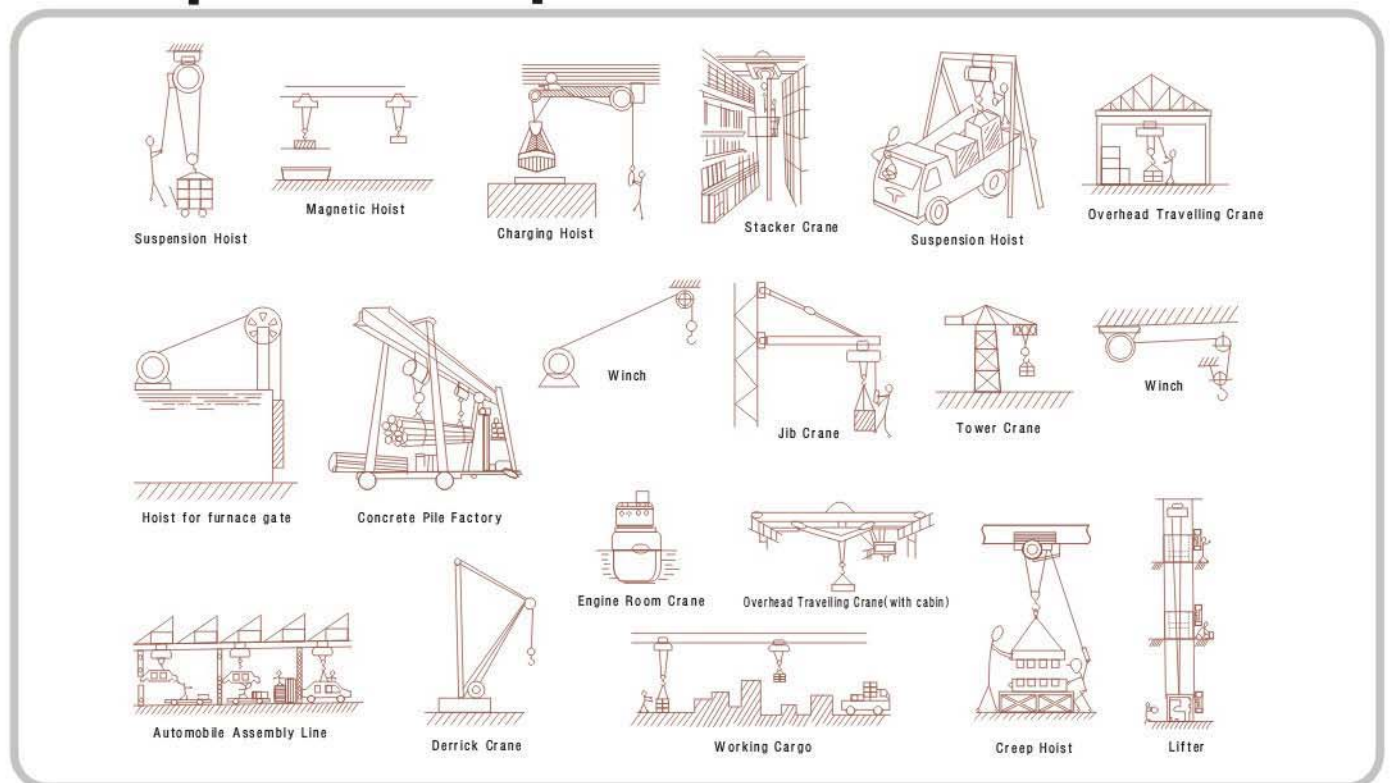 Suspension Hoist
Magnetic Hoist
Charging Hoist
Stacker Crane
Suspension Hoist
Overhead Travelling Crane
Hoist for furnace gate
Concrete Pile Factory
Winch
Jib Crane
Tower Crane
Winch
Engine Room Crane
Overhead Travelling Crane(with cabin)
Automobile Assembly Line
Derrick Crane
Working Cargo
Creep Hoist
Lifter